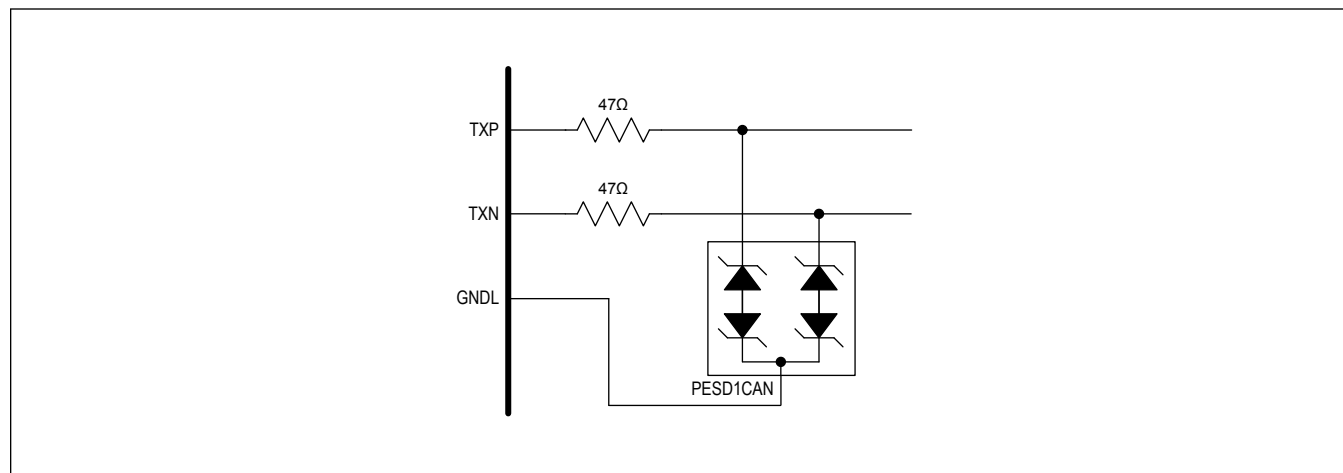 47Ω
TXP
47Ω
TXN
GNDL
PESD1CAN